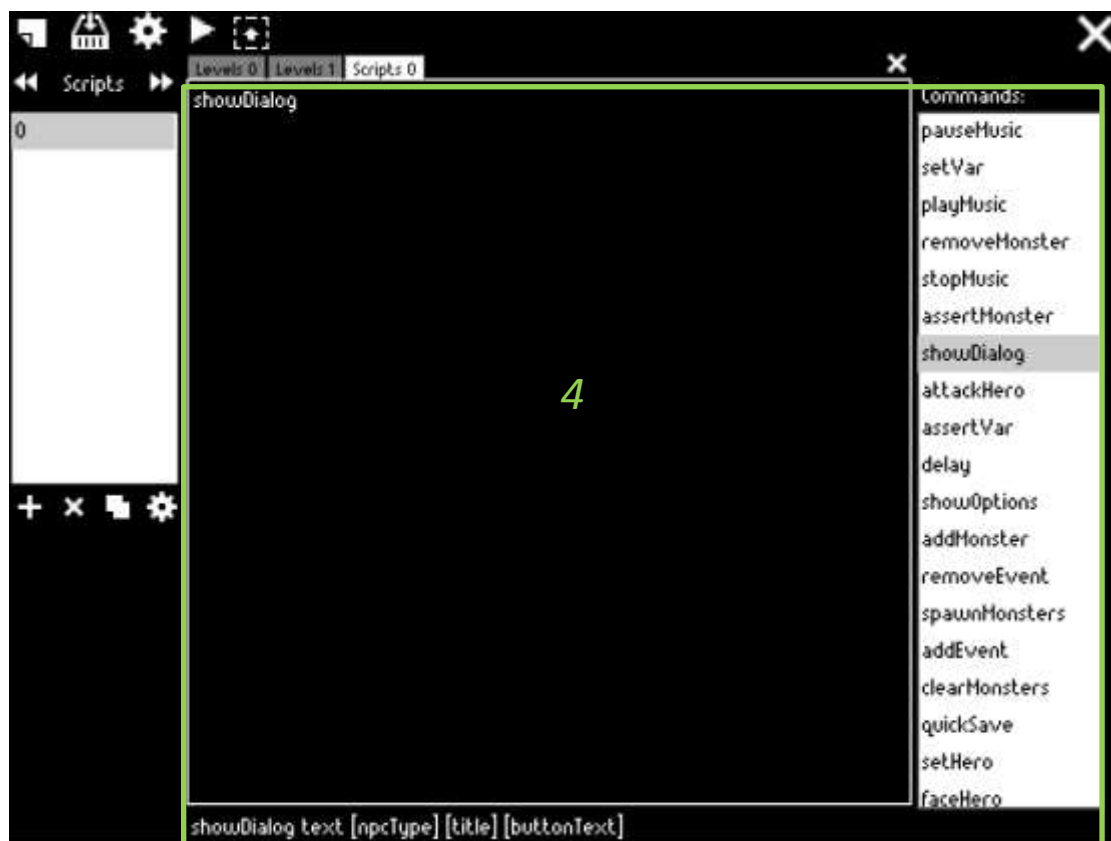 Levels 0 Levels 1 Scripts 0
Scripts
Commands:
showDialog
0
pauseMusic
setVar
playMusic
removeMonster
stopMusic
assertMonster
showDialog
attackHero
assertVar
delay
showOptions
addMonster
removeEvent
spawnMonsters
addEvent
clearMonsters
quickSave
setHero
faceHero
4
showDialog text [npcType] [title] [buttonText]